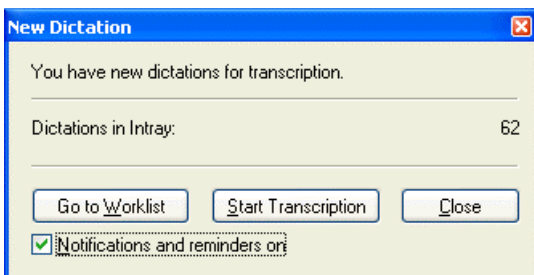 New Dictation
You have new dictations for transcription.
Dictations in Intray: 62
Go to Worklist Start Transcription Close
Notifications and reminders on